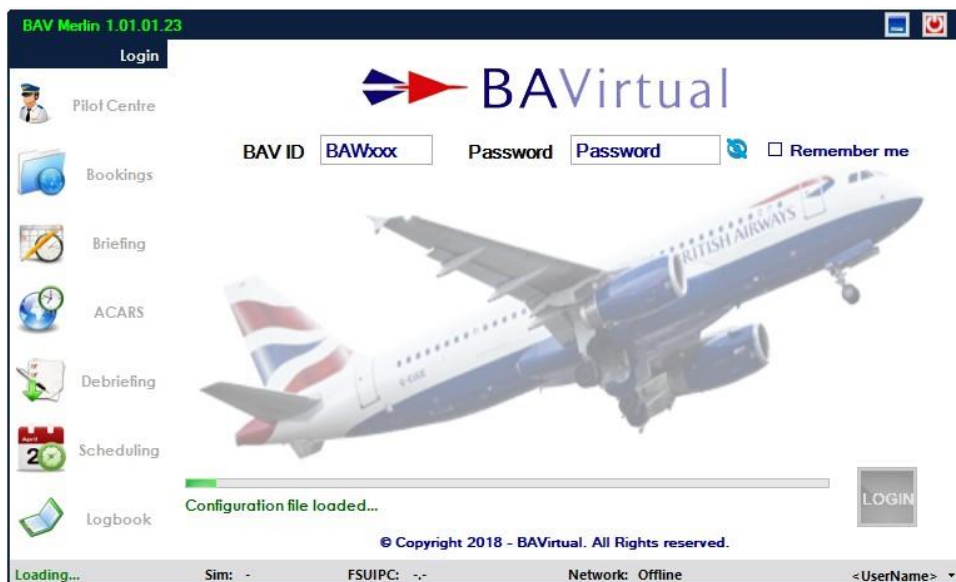 BAV Merlin 1.01.01.23
Login
BAVirtual
Pilot Centre
BAV ID BAWxxx Password Password Remember me
Bookings
BRITISH AIRWAYS
Briefing
ACARS
Debriefing
April
2
Scheduling
LOGIN
Configuration file loaded...
Logbook
© Copyright 2018 - BAVirtual. All Rights reserved.
Loading... Sim: - FSUIPC: -.- Network: Offline <UserName>